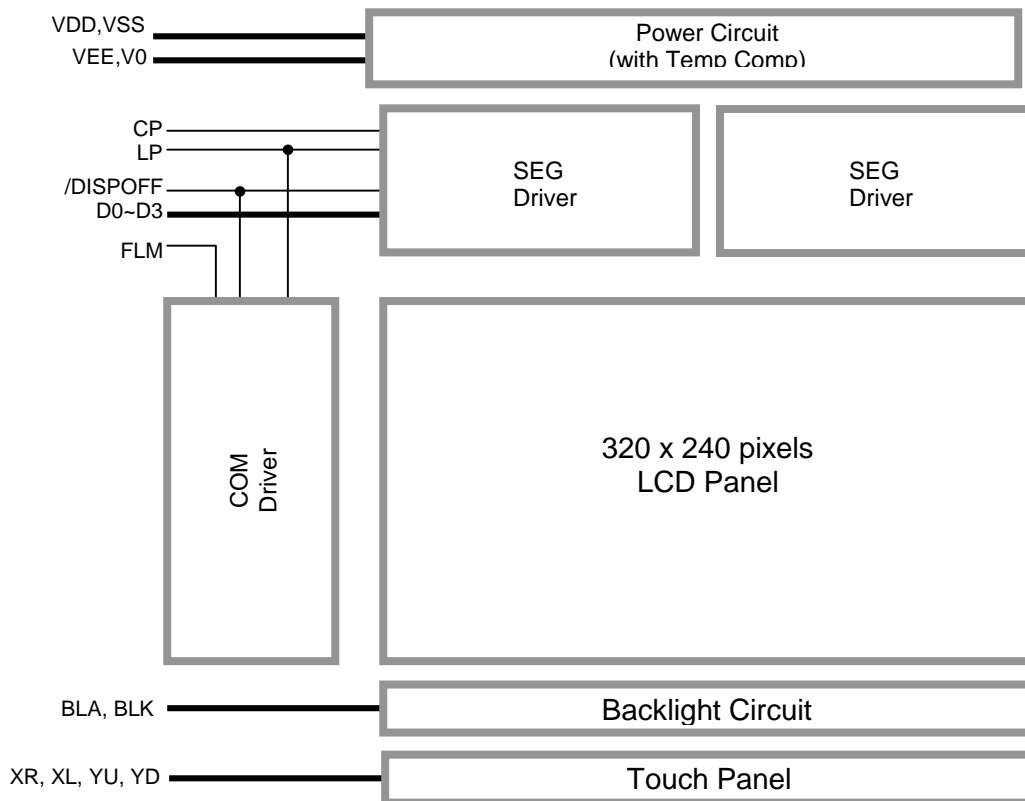 VDD,VSS
VEE,V0
Power Circuit
(with Temp Comp)
CP
LP
/DISPOFF
D0~D3
FLM
SEG
Driver
SEG
Driver
COM
Driver
320 x 240 pixels
LCD Panel
BLA, BLK
Backlight Circuit
XR, XL, YU, YD
Touch Panel